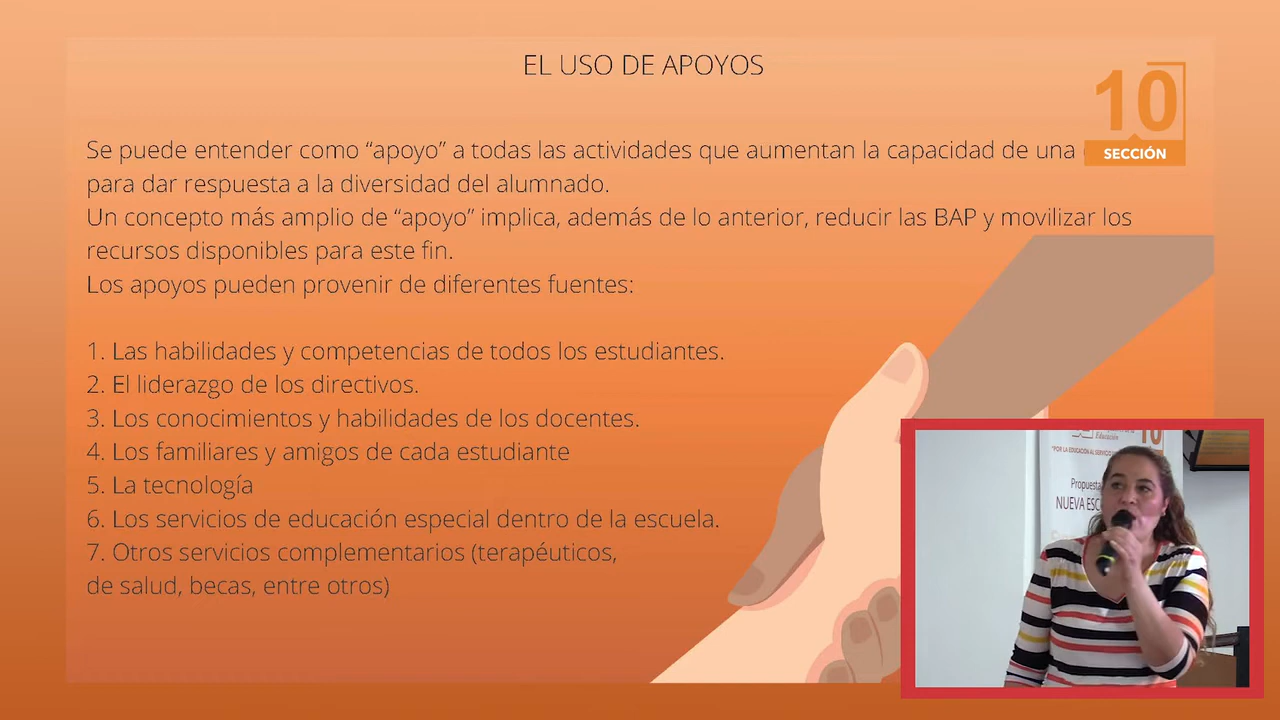 EL USO DE APOYOS
10
SECCIÓN
Se puede entender como “apoyo” a todas las actividades que aumentan la capacidad de una
para dar respuesta a la diversidad del alumnado.
Un concepto más amplio de “apoyo” implica, además de lo anterior, reducir las BAP y movilizar los
recursos disponibles para este fin.
Los apoyos pueden provenir de diferentes fuentes:
1. Las habilidades y competencias de todos los estudiantes.
2. El liderazgo de los directivos.
3. Los conocimientos y habilidades de los docentes.
4. Los familiares y amigos de cada estudiante
5. La tecnología
6. Los servicios de educación especial dentro de la escuela.
7. Otros servicios complementarios (terapéuticos,
de salud, becas, entre otros)
Educación
10
"POR LA EDUCACIÓN AL SERVICIO
Propuesta
NUEVA